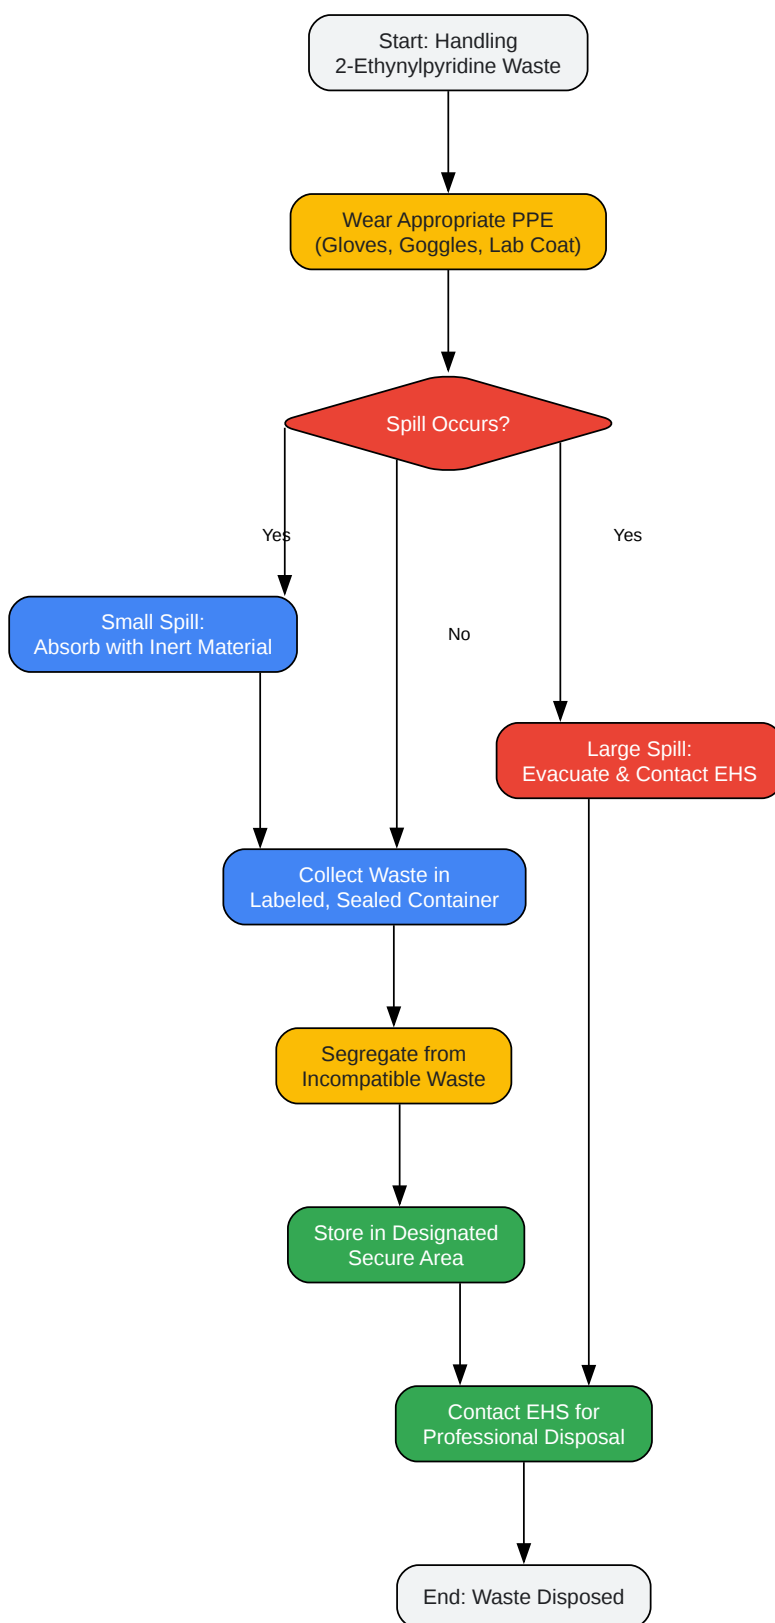 Start: Handling
2-Ethynylpyridine Waste
Wear Appropriate PPE
(Gloves, Goggles, Lab Coat)
Spill Occurs?
Yes
Yes
Small Spill:
Absorb with Inert Material
No
Large Spill:
Evacuate & Contact EHS
Collect Waste in
Labeled, Sealed Container
Segregate from
Incompatible Waste
Store in Designated
Secure Area
Contact EHS for
Professional Disposal
End: Waste Disposed